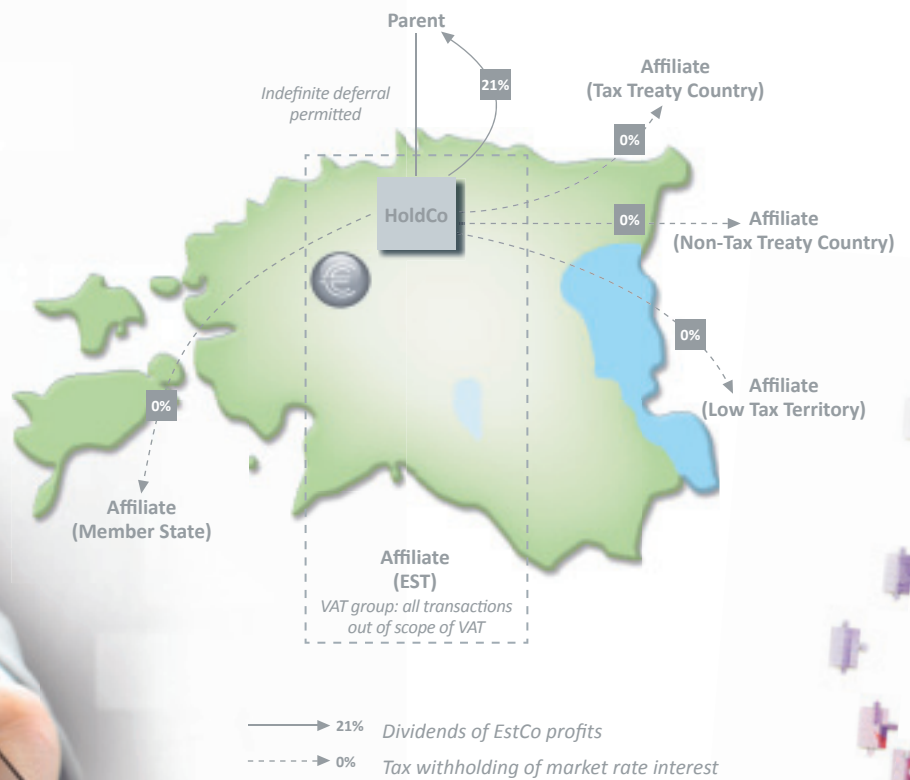 Parent
21%
Indefinite deferral
permitted
Affiliate
(Tax Treaty Country)
0%
HoldCo
0%
Affiliate
(Non-Tax Treaty Country)
€
0%
Affiliate
(Low Tax Territory)
0%
Affiliate
(Member State)
Affiliate
(EST)
VAT group: all transactions
out of scope of VAT
21% Dividends of EstCo profits
0% Tax withholding of market rate interest